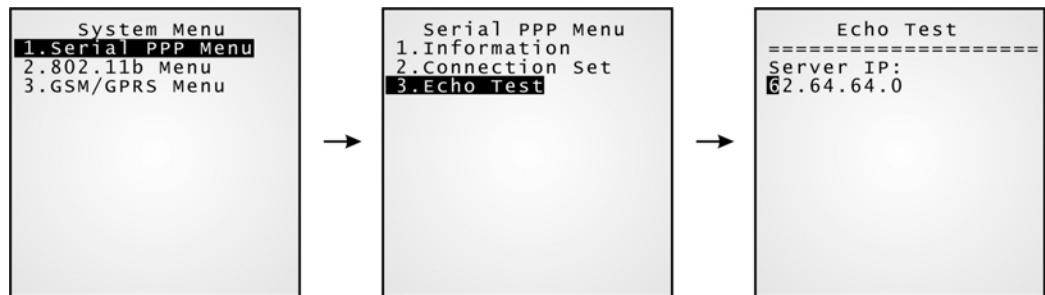 System Menu
1.Serial PPP Menu
2.802.11b Menu
3.GSM/GPRS Menu
Serial PPP Menu
1.Information
2.Connection Set
3.Echo Test
Echo Test
====================
Server IP:
62.64.64.0